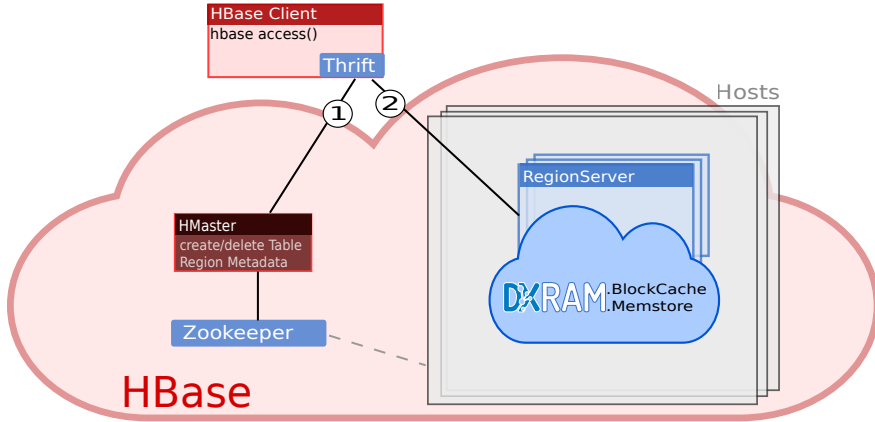 HBase Client
hbase access()
Thrift
① ②
Hosts
RegionServer
HMaster
create/delete Table
Region Metadata
DXRAM .BlockCache
.Memstore
Zookeeper
HBase